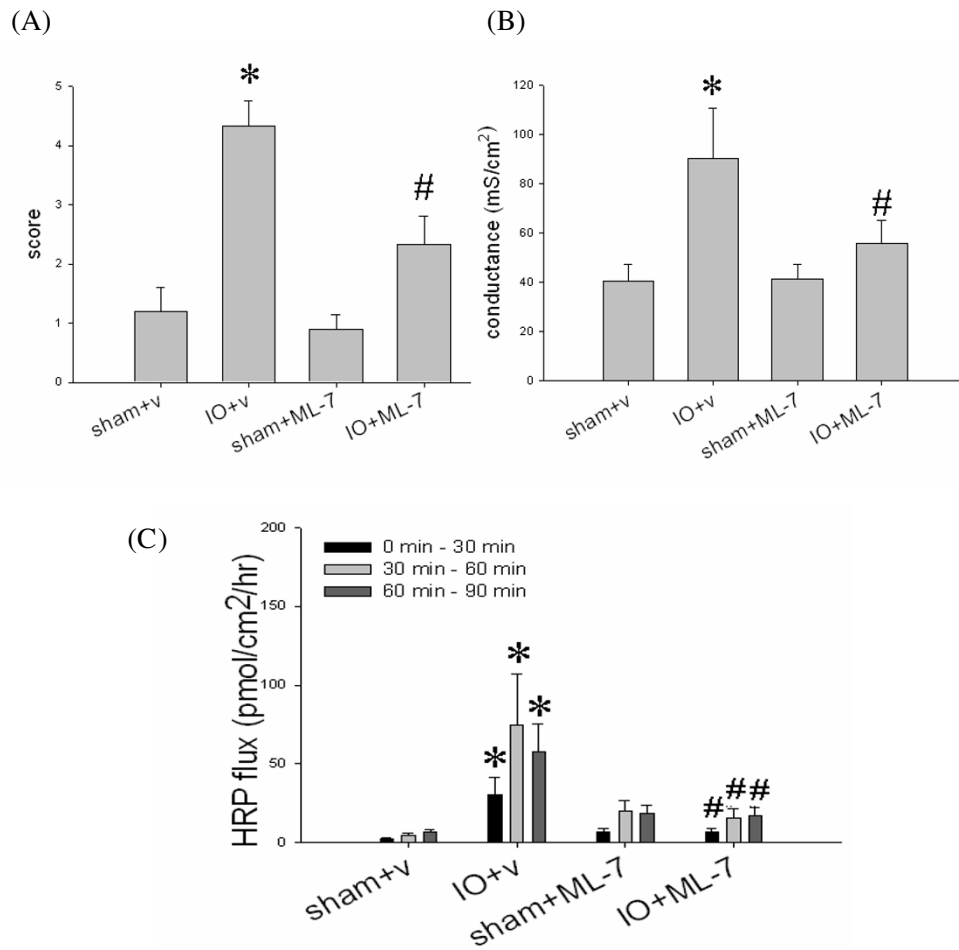 (A)
*
5
4
3
2
1
0
#
score
sham+v
IO+v
sham+ML-7
IO+ML-7
(B)
*
120
100
80
60
40
20
0
#
conductance (mS/cm²)
sham+v
IO+v
sham+ML-7
IO+ML-7
(C)
200
150
100
50
0
HRP flux (pmol/cm2/hr)
0 min - 30 min
30 min - 60 min
60 min - 90 min
* * *
# # #
sham+v
IO+v
sham+ML-7
IO+ML-7